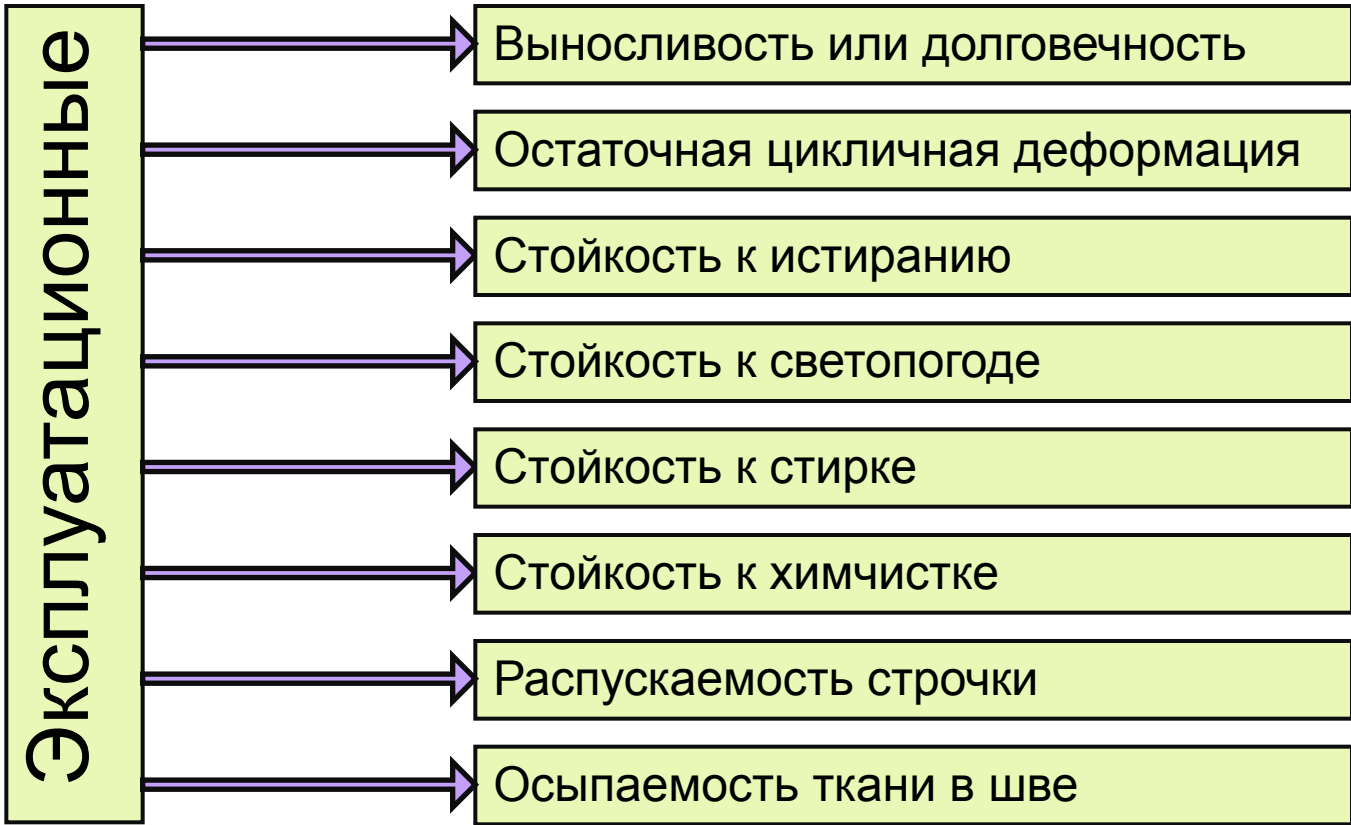 Эксплуатационные
Выносливость или долговечность
Остаточная цикличная деформация
Стойкость к истиранию
Стойкость к светопогоде
Стойкость к стирке
Стойкость к химчистке
Распускаемость строчки
Осыпаемость ткани в шве